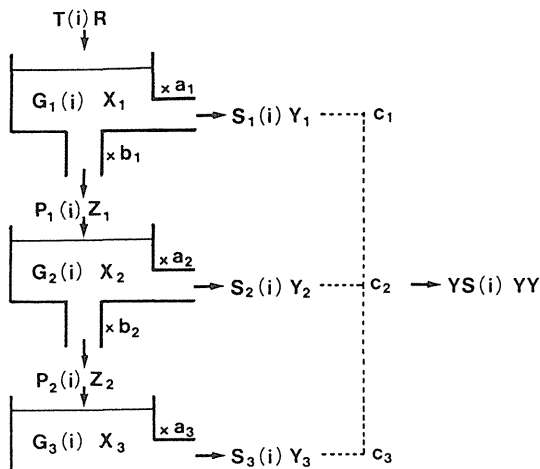 T(i) R
× a₁
G₁(i) X₁
S₁(i) Y₁ c₁
× b₁
P₁(i) Z₁
× a₂
G₂(i) X₂
S₂(i) Y₂ c₂ YS(i) YY
× b₂
P₂(i) Z₂
× a₃
G₃(i) X₃
S₃(i) Y₃ c₃